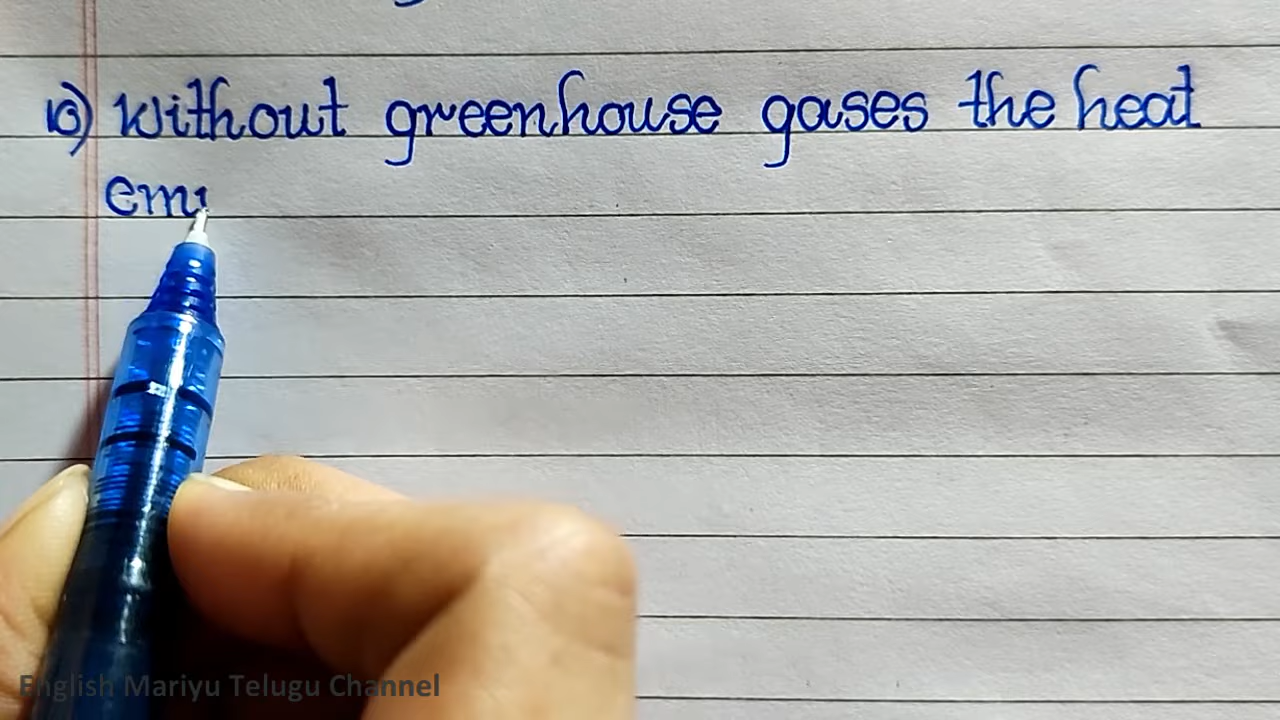 10) Without greenhouse gases the heat
emi
English Mariyu Telugu Channel